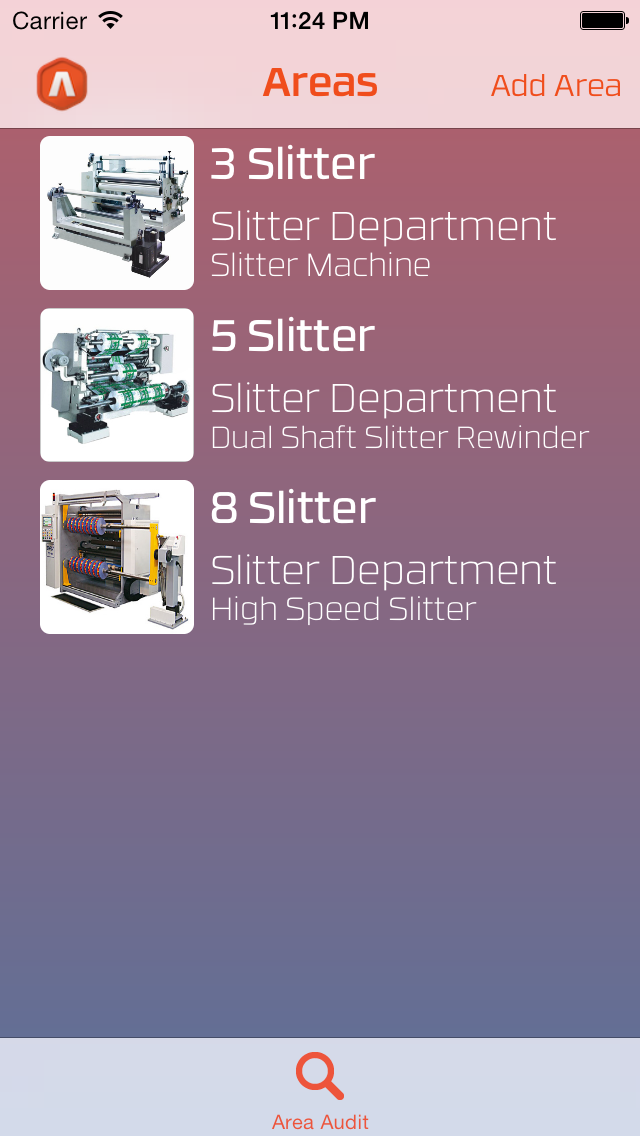 Carrier 11:24 PM
Areas Add Area
3 Slitter
Slitter Department
Slitter Machine
5 Slitter
Slitter Department
Dual Shaft Slitter Rewinder
8 Slitter
Slitter Department
High Speed Slitter
Area Audit